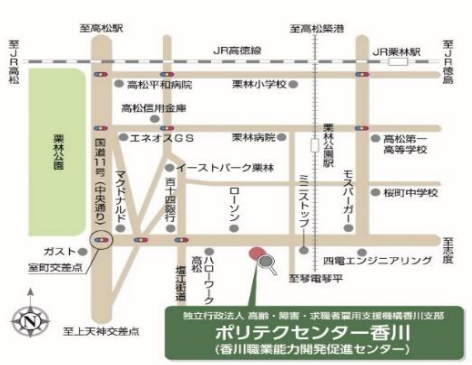 至高松駅
至高松築港
至JR高松
JR高徳線
JR栗林駅
至JR徳島
高松平和病院
栗林小学校
高松信用金庫
エネオスGS
栗林病院
栗林公園駅
高松第一
高等学校
栗林公園
国道11号(中央通り)
マクドナルド
イーストパーク栗林
百十四銀行
ローソン
ミニストップ
モスバーガー
桜町中学校
ガスト
室町交差点
塩江街道
ハローワーク
高松
至琴電琴平
四電エンジニアリング
至志度
N
至上天神交差点
独立行政法人 高齢・障害・求職者雇用支援機構香川支部
ポリテクセンター香川
(香川職業能力開発促進センター)